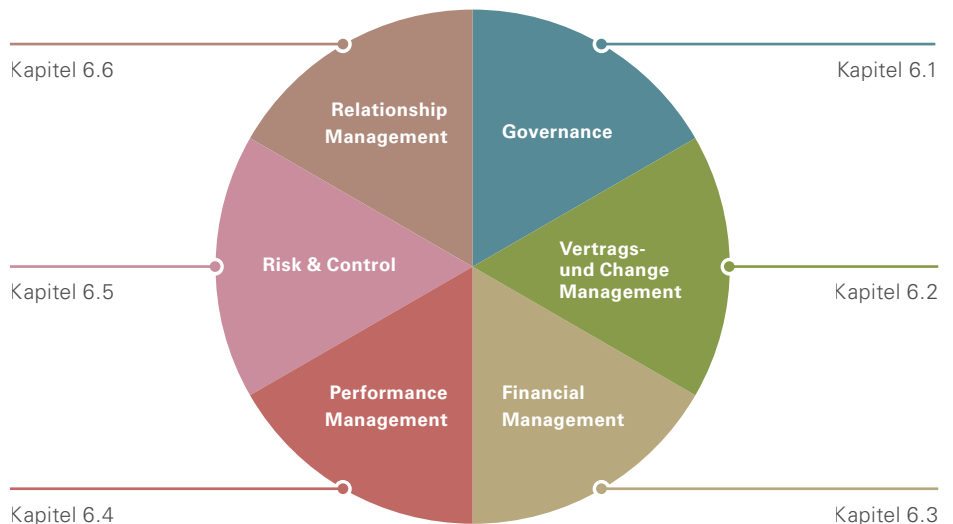 Kapitel 6.6
Kapitel 6.1
Relationship
Management
Governance
Vertrags-
und Change
Management
Risk & Control
Kapitel 6.5
Kapitel 6.2
Performance
Management
Financial
Management
Kapitel 6.4
Kapitel 6.3